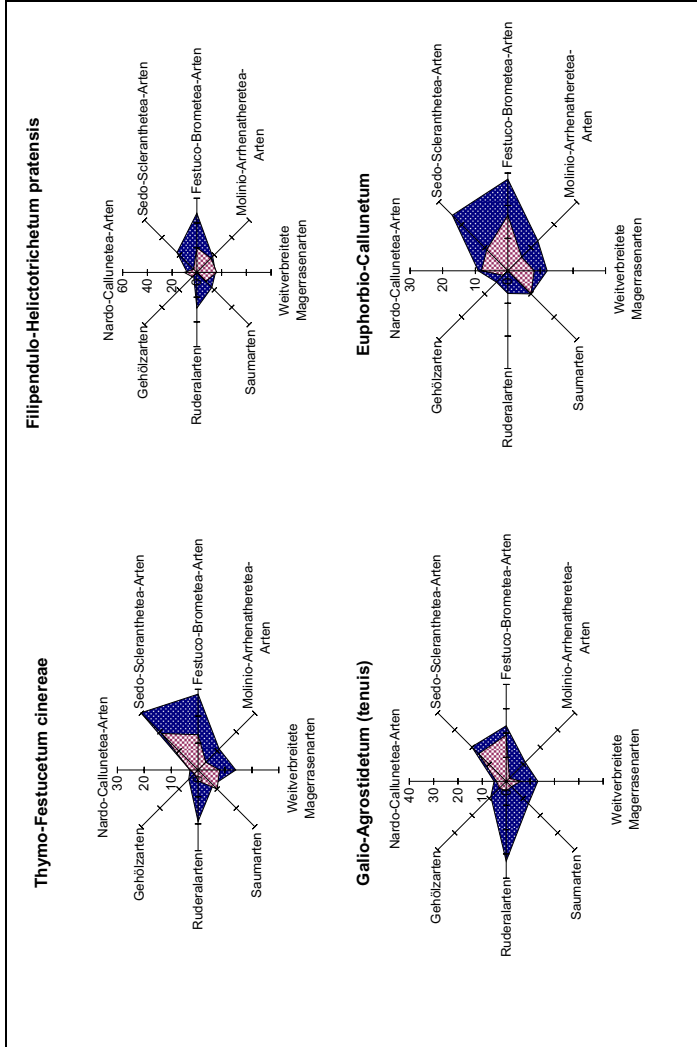 Thymo-Festucetum cinereae
Nardo-Callunetea-Arten
30
20
10
Sedo-Scleranthetea-Arten
Festuco-Brometea-Arten
Molinio-Arrhenatheretea-
Arten
Weitverbreitete
Magerrasenarten
Saumarten
Ruderalarten
Gehölzarten
Filipendulo-Helictotrichetum pratensis
Nardo-Callunetea-Arten
60
40
20
Sedo-Scleranthetea-Arten
Festuco-Brometea-Arten
Molinio-Arrhenatheretea-
Arten
Weitverbreitete
Magerrasenarten
Saumarten
Ruderalarten
Gehölzarten
Galio-Agrostidetum (tenuis)
Nardo-Callunetea-Arten
40
30
20
10
Sedo-Scleranthetea-Arten
Festuco-Brometea-Arten
Molinio-Arrhenatheretea-
Arten
Weitverbreitete
Magerrasenarten
Saumarten
Ruderalarten
Gehölzarten
Euphorbio-Callunetum
Nardo-Callunetea-Arten
30
20
10
Sedo-Scleranthetea-Arten
Festuco-Brometea-Arten
Molinio-Arrhenatheretea-
Arten
Weitverbreitete
Magerrasenarten
Saumarten
Ruderalarten
Gehölzarten